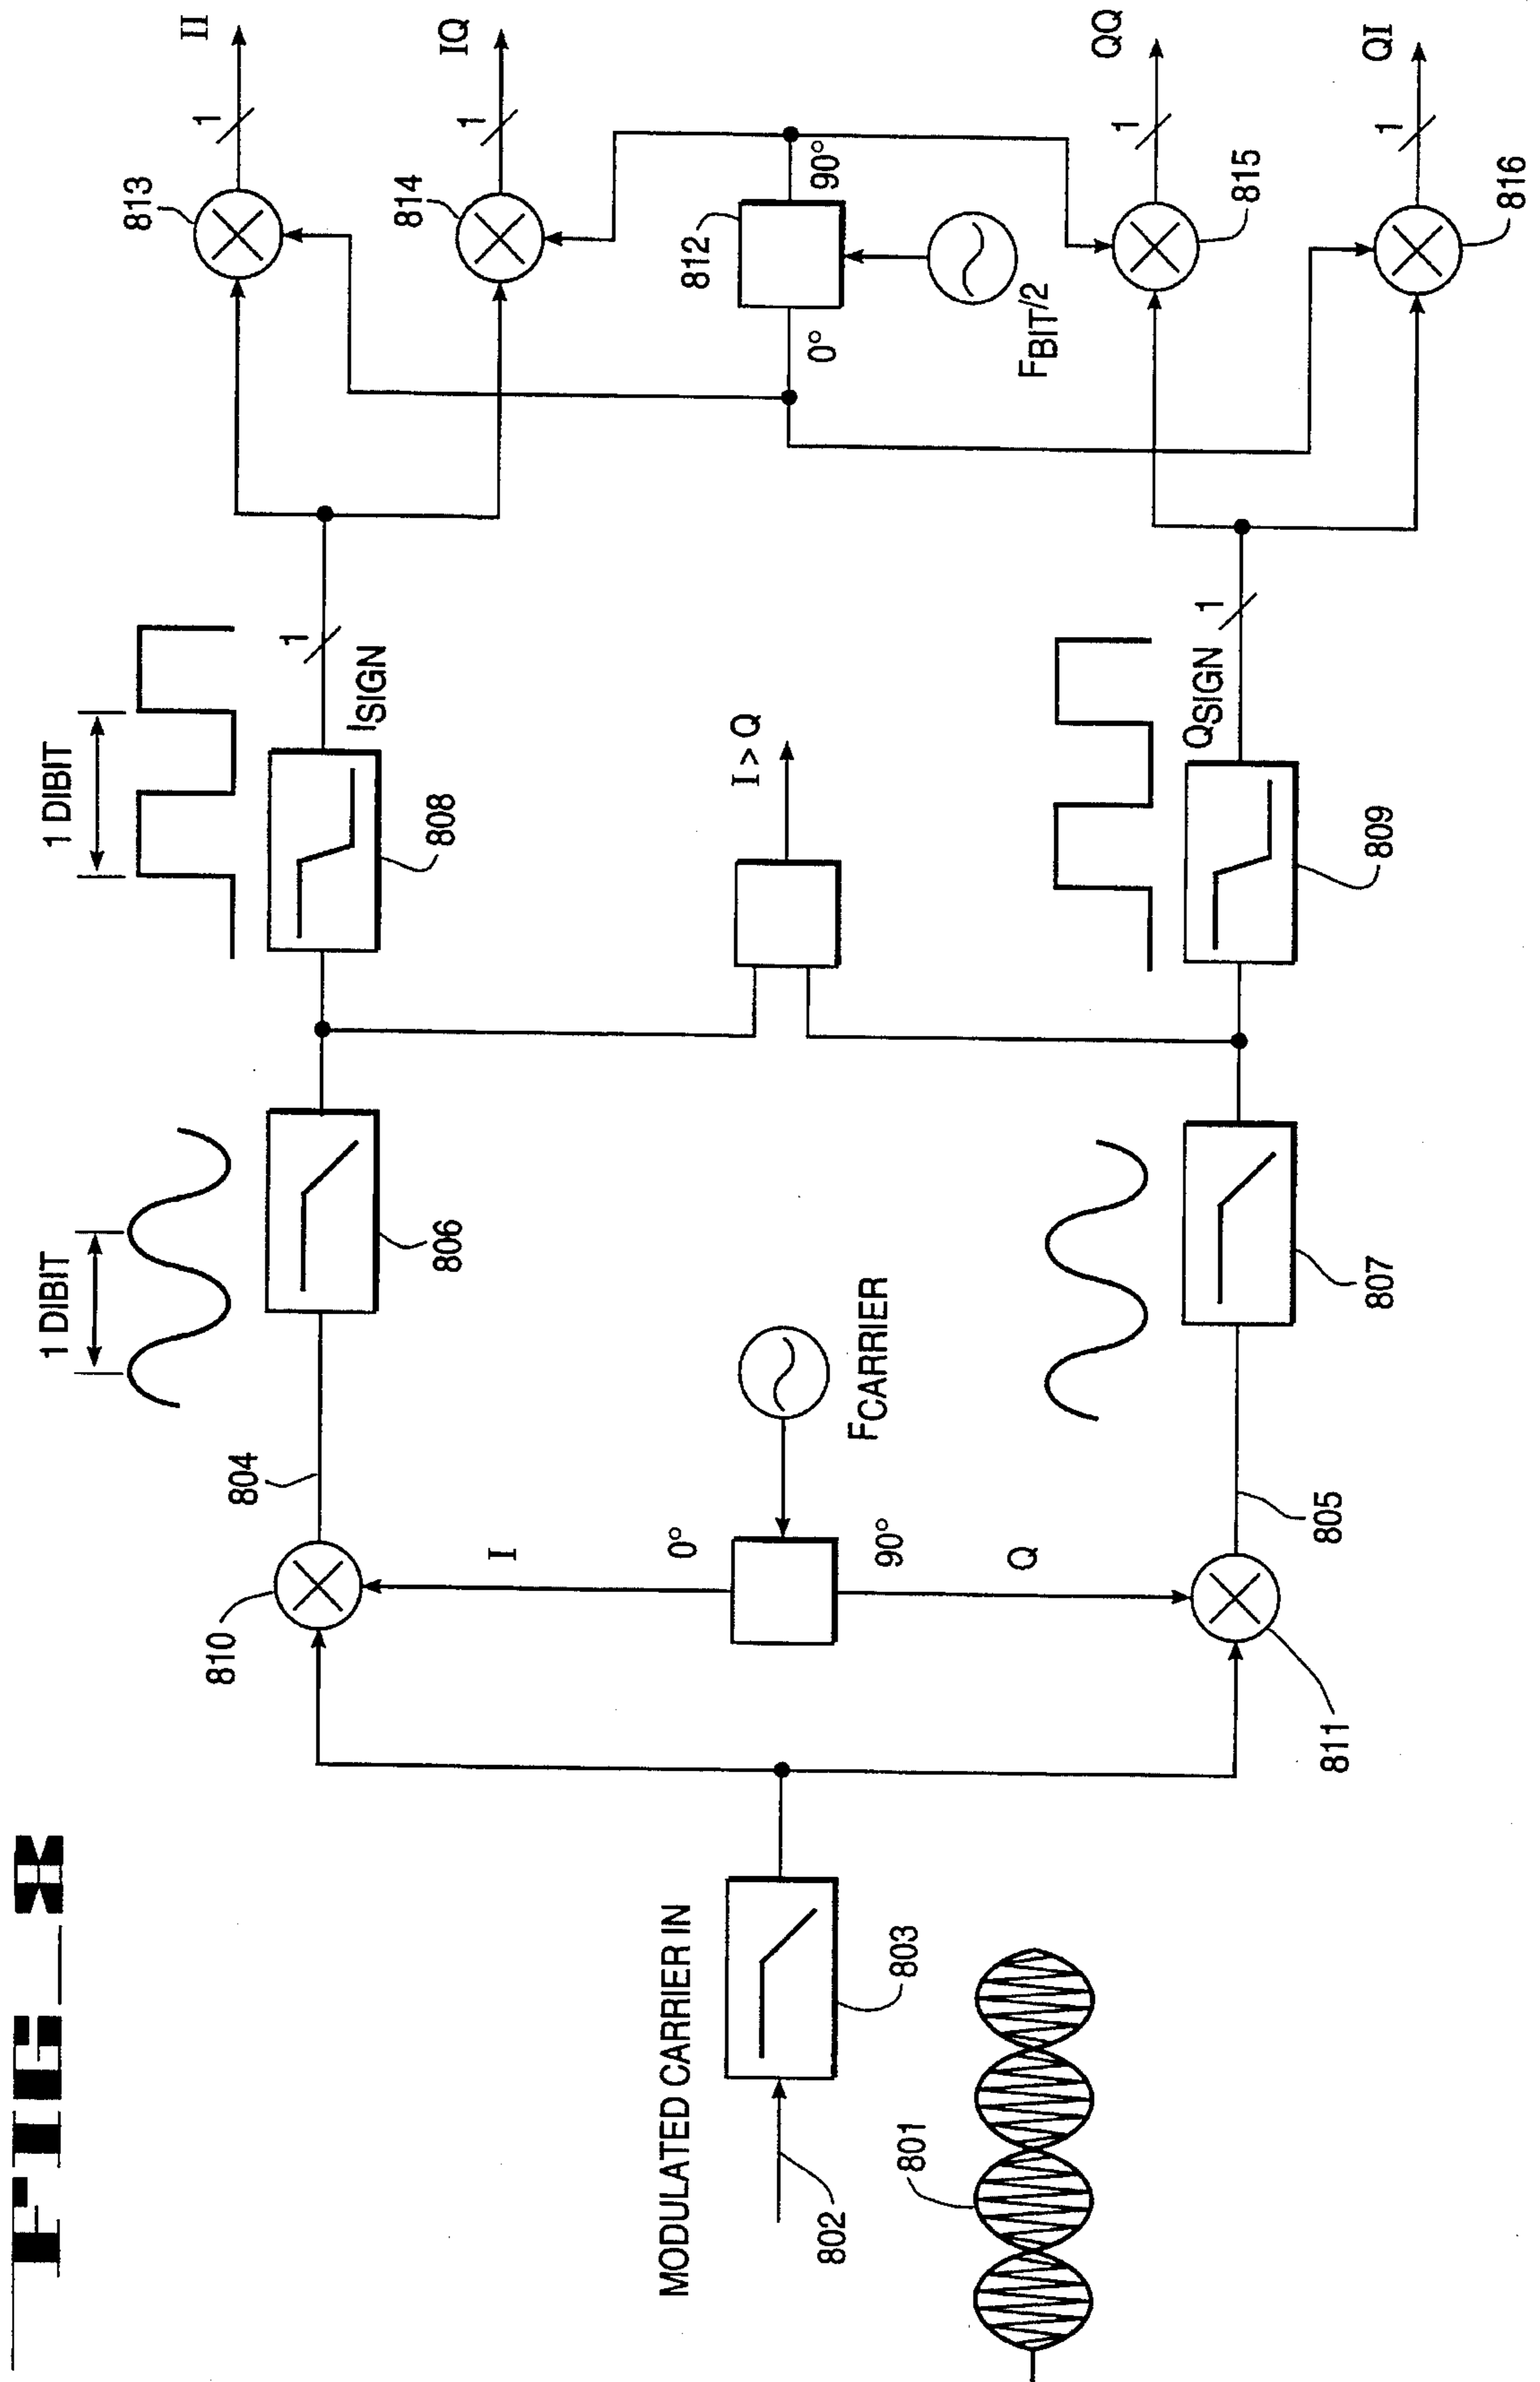 FIG_8
MODULATED CARRIER IN
801
802
803
810
811
I
0°
90°
Q
FCARRIER
804
805
1 DIBIT
806
807
I > Q
1 DIBIT
808
809
ISIGN
1
QSIGN
1
0°
812
90°
FBIT/2
813
814
815
816
1
II
1
IQ
1
QQ
1
QI